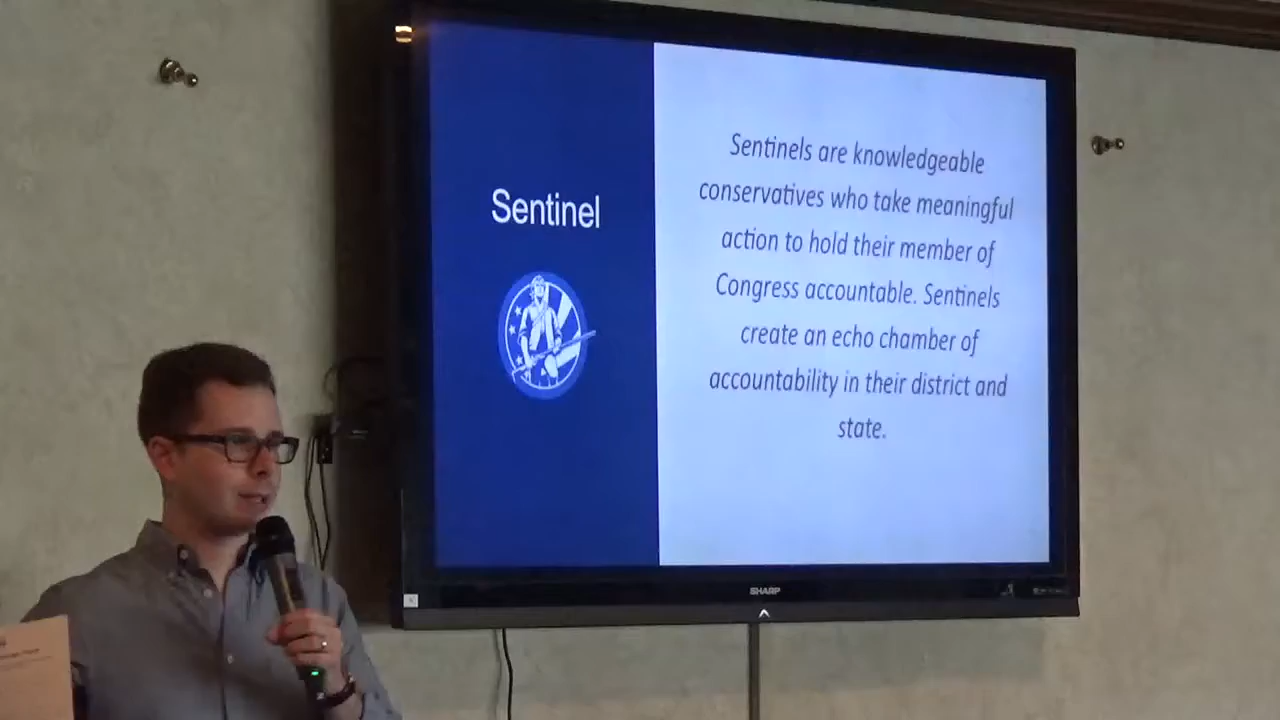 Sentinel
Sentinels are knowledgeable
conservatives who take meaningful
action to hold their member of
Congress accountable. Sentinels
create an echo chamber of
accountability in their district and
state.
SHARP